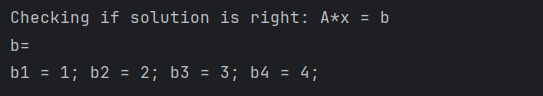 Checking if solution is right: A*x = b
b=
b1 = 1; b2 = 2; b3 = 3; b4 = 4;